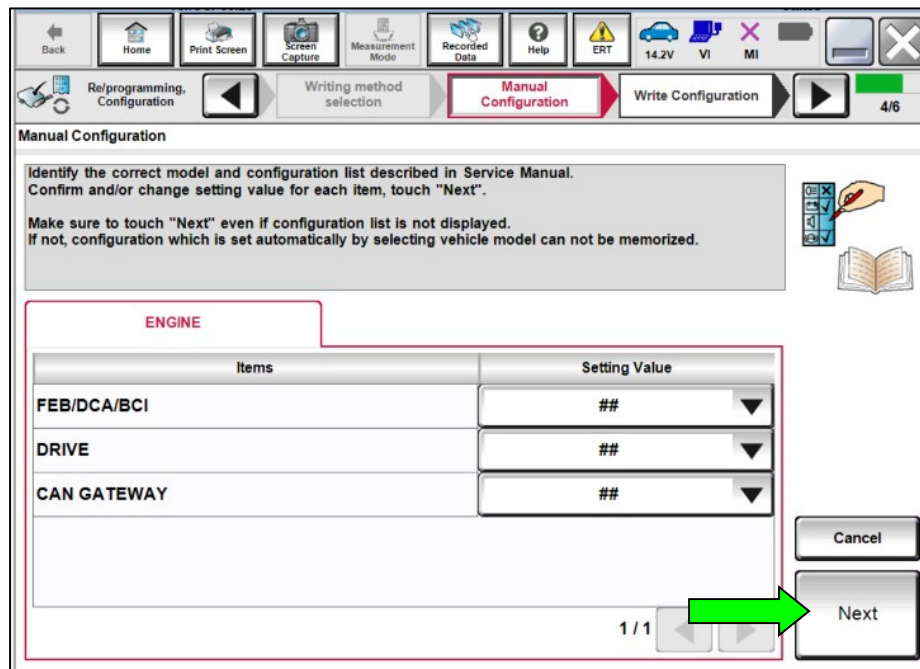 Back
Home
Print Screen
Screen
Capture
Measurement
Mode
Recorded
Data
Help
ERT
14.2V
VI
MI
Re/programming,
Configuration
Writing method
selection
Manual
Configuration
Write Configuration
4/6
Manual Configuration
Identify the correct model and configuration list described in Service Manual.
Confirm and/or change setting value for each item, touch "Next".
Make sure to touch "Next" even if configuration list is not displayed.
If not, configuration which is set automatically by selecting vehicle model can not be memorized.
ENGINE
Items Setting Value
FEB/DCA/BCI ##
DRIVE ##
CAN GATEWAY ##
Cancel
1 / 1
Next